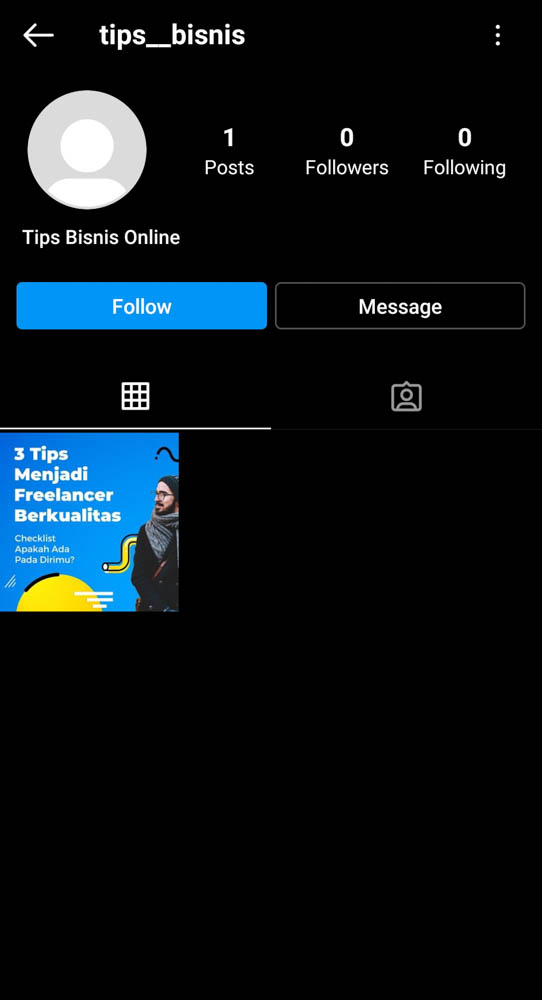 tips__bisnis
1
Posts
0
Followers
0
Following
Tips Bisnis Online
Follow
Message
3 Tips
Menjadi
Freelancer
Berkualitas
Checklist
Apakah Ada
Pada Dirimu?